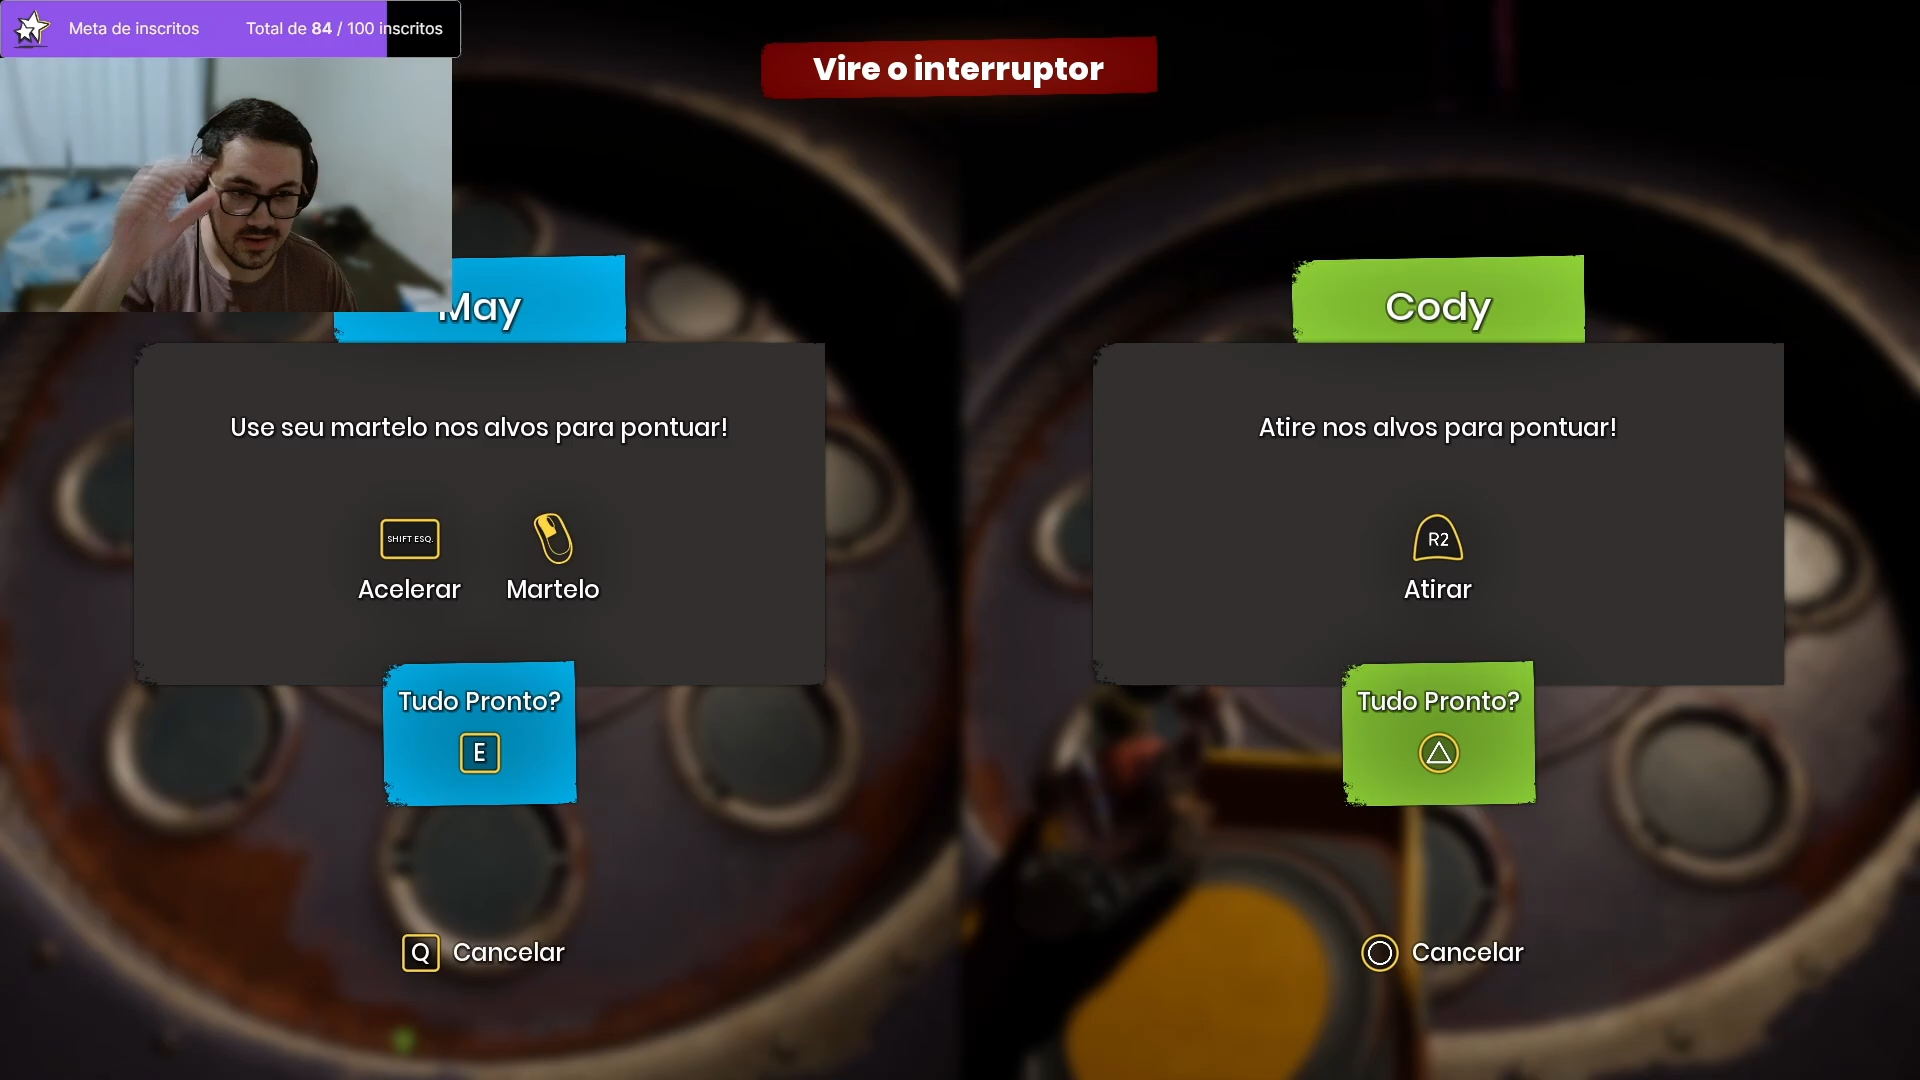 Meta de inscritos
Total de 84 / 100 inscritos
Vire o interruptor
May
Use seu martelo nos alvos para pontuar!
SHIFT ESQ.
Acelerar
Martelo
Tudo Pronto?
E
Q Cancelar
Cody
Atire nos alvos para pontuar!
R2
Atirar
Tudo Pronto?
Cancelar